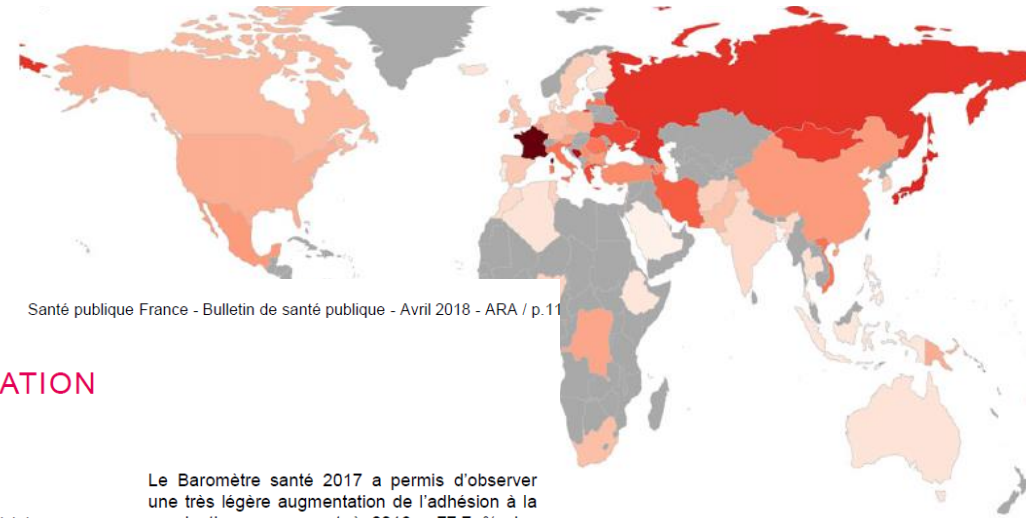 Santé publique France - Bulletin de santé publique - Avril 2018 - ARA / p.11
ATION
Le Baromètre santé 2017 a permis d'observer
une très légère augmentation de l'adhésion à la